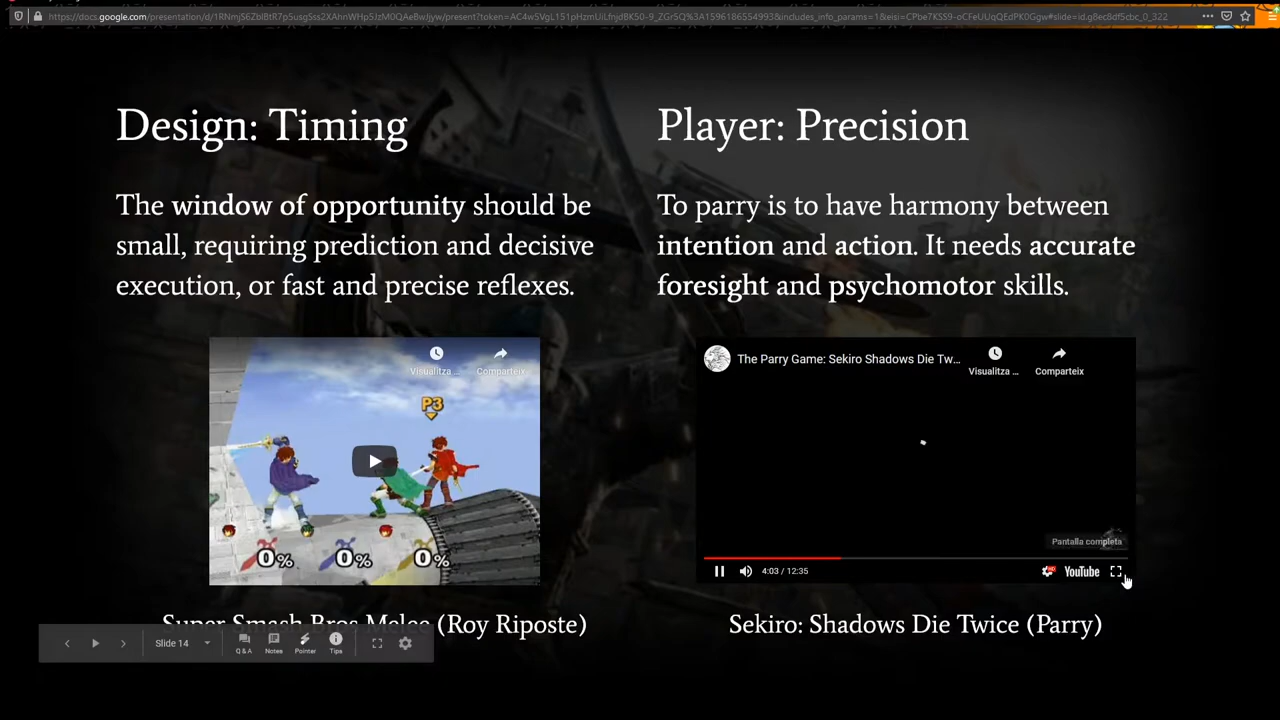 Design: Timing
The window of opportunity should be
small, requiring prediction and decisive
execution, or fast and precise reflexes.
Visualitza ...
Comparteix
P3
0%
0%
0%
Super Smash Bros Melee (Roy Riposte)
Player: Precision
To parry is to have harmony between
intention and action. It needs accurate
foresight and psychomotor skills.
The Parry Game: Sekiro Shadows Die Tw...
Visualitza ...
Comparteix
Pantalla completa
4:03 / 12:35
HD
YouTube
Sekiro: Shadows Die Twice (Parry)
Slide 14
Q & A
Notes
Pointer
Tips